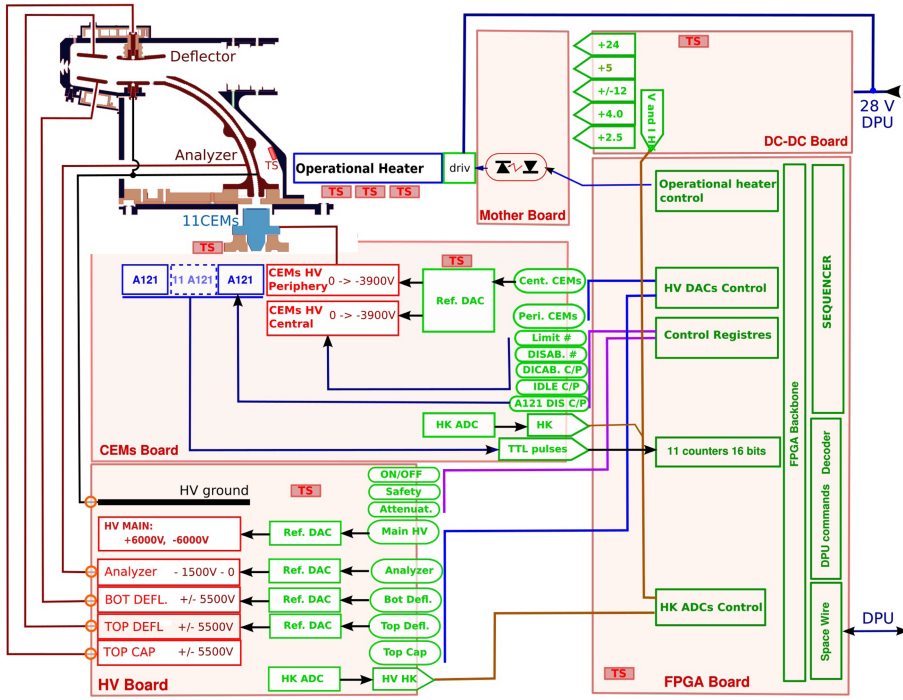 Deflector
Analyzer
TS
11CEMs
TS
Operational Heater
driv
TS TS TS
Mother Board
+24
+5
+/-12
+4.0
+2.5
V and I H
TS
DC-DC Board
28 V
DPU
Operational heater
control
HV DACs Control
Control Registres
11 counters 16 bits
HK ADCs Control
FPGA Backbone
SEQUENCER
DPU commands Decoder
Space Wire
DPU
TS
FPGA Board
A121
11 A121
A121
CEMs HV
Periphery 0 -> -3900V
CEMs HV
Central 0 -> -3900V
TS
Ref. DAC
Cent. CEMs
Peri. CEMs
Limit #
DISAB. #
DICAB. C/P
IDLE C/P
A121 DIS C/P
HK ADC
HK
TTL pulses
CEMs Board
HV ground
TS
ON/OFF
Safety
Attenuat.
HV MAIN:
+6000V, -6000V
Ref. DAC
Main HV
Analyzer - 1500V - 0
Ref. DAC
Analyzer
BOT DEFL. +/- 5500V
Ref. DAC
Bot Defl.
TOP DEFL +/- 5500V
Ref. DAC
Top Defl.
TOP CAP +/- 5500V
Top Cap
HK ADC
HV HK
HV Board